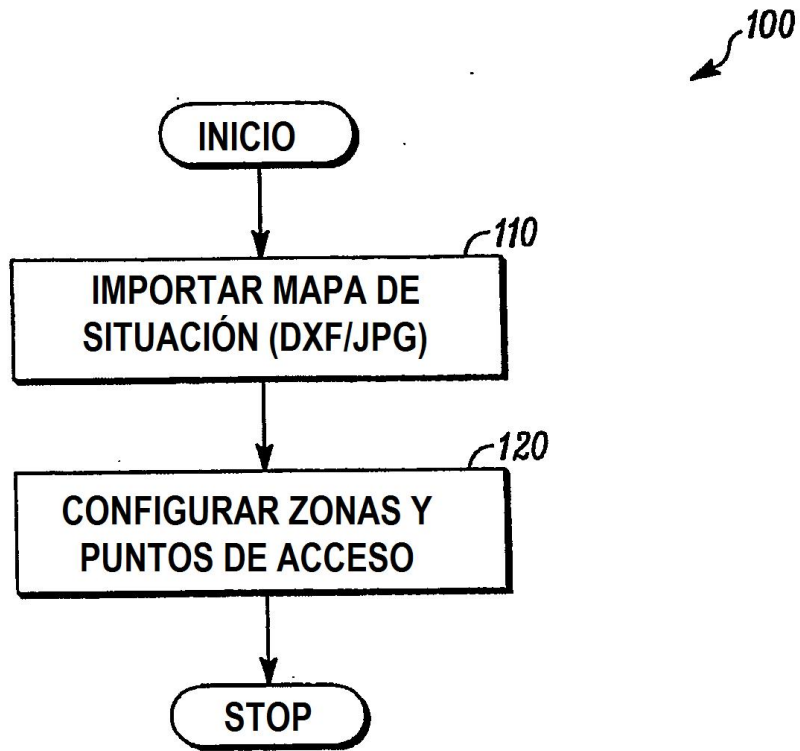 100
INICIO
110
IMPORTAR MAPA DE
SITUACIÓN (DXF/JPG)
120
CONFIGURAR ZONAS Y
PUNTOS DE ACCESO
STOP